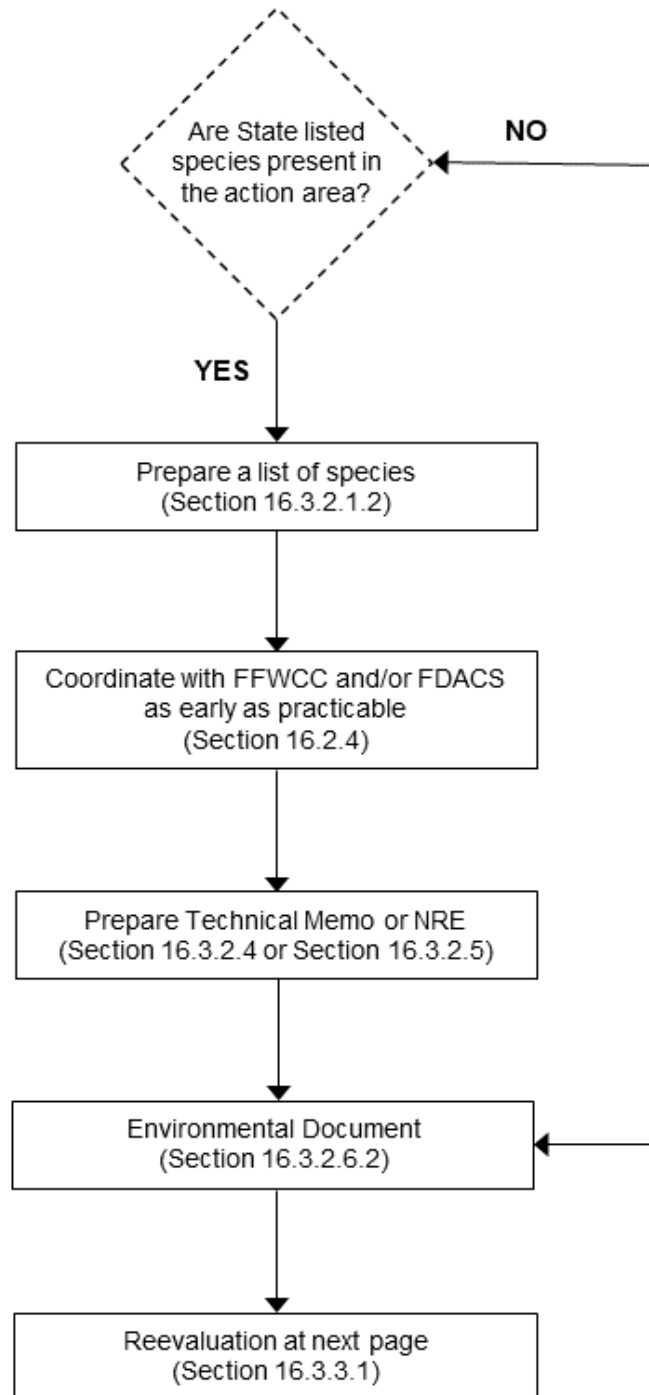 Are State listed
species present in
the action area?
NO
YES
Prepare a list of species
(Section 16.3.2.1.2)
Coordinate with FFWCC and/or FDACS
as early as practicable
(Section 16.2.4)
Prepare Technical Memo or NRE
(Section 16.3.2.4 or Section 16.3.2.5)
Environmental Document
(Section 16.3.2.6.2)
Reevaluation at next page
(Section 16.3.3.1)